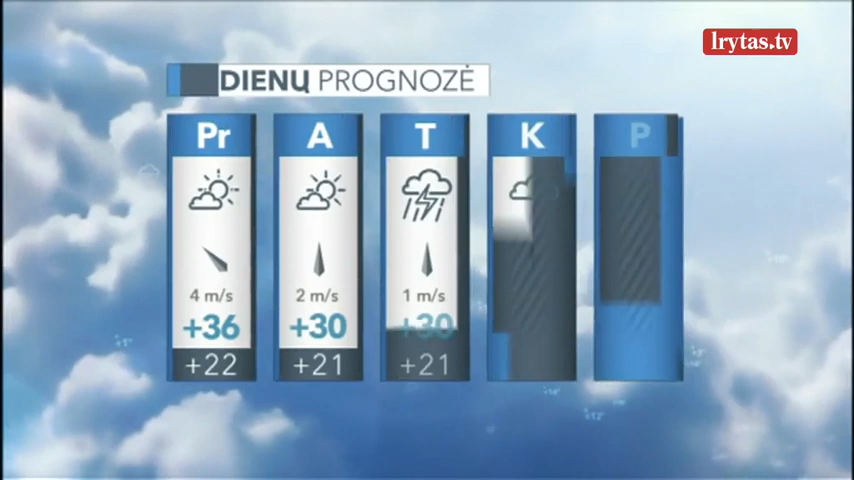 lrytas.tv
DIENŲ PROGNOZĖ
Pr A T K P
4 m/s 2 m/s 1 m/s
+36 +30 +30
+22 +21 +21